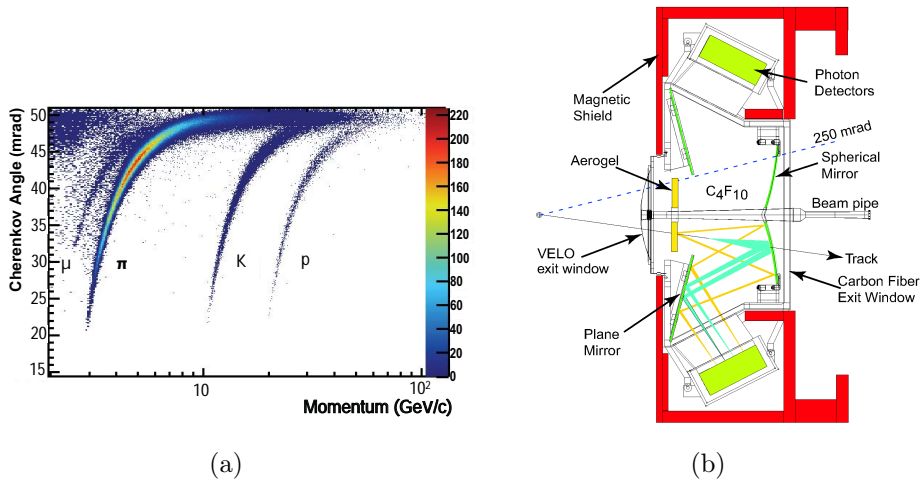 Cherenkov Angle (mrad)
50
45
40
35
30
25
20
15
μ
π
K
p
220
200
180
160
140
120
100
80
60
40
20
0
10
10²
Momentum (GeV/c)
(a)
Magnetic
Shield
Photon
Detectors
250 mrad
Aerogel
Spherical
Mirror
C₄F₁₀
Beam pipe
VELO
exit window
Track
Carbon Fiber
Exit Window
Plane
Mirror
(b)